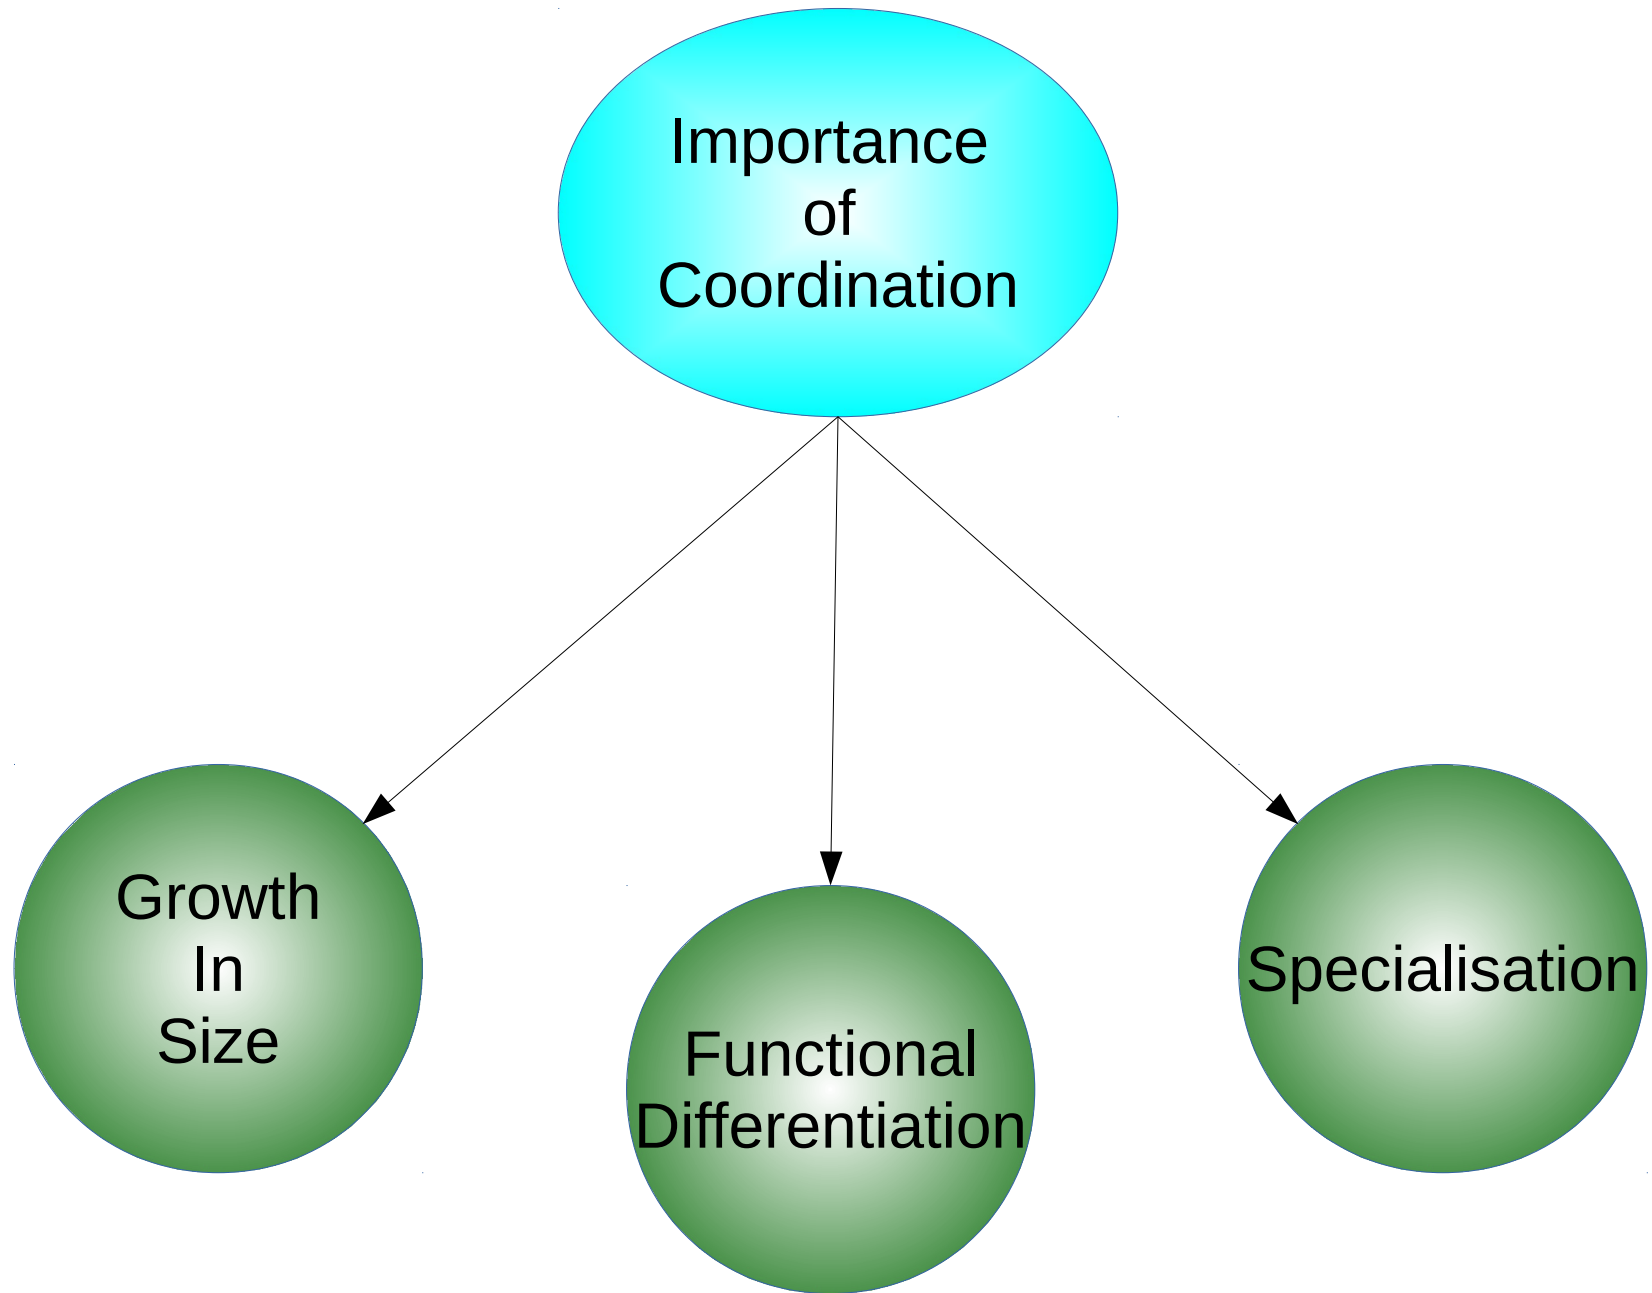 Importance
of
Coordination
Growth
In
Size
Functional
Differentiation
Specialisation